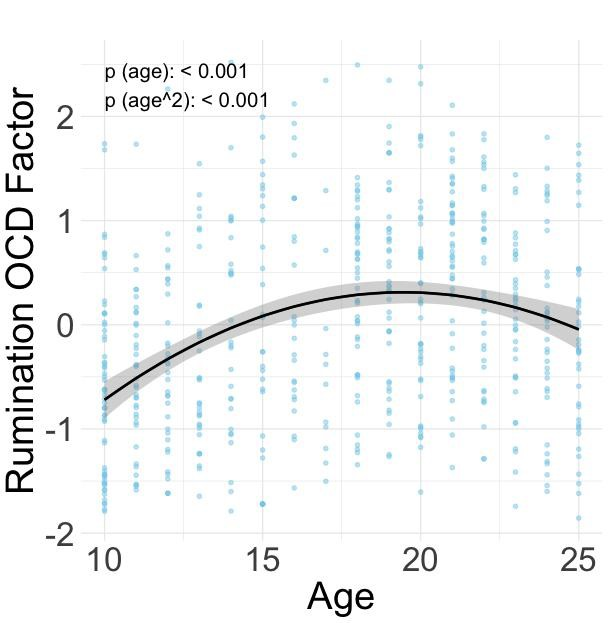 p (age): < 0.001
p (age^2): < 0.001
Rumination OCD Factor
2
1
0
-1
-2
10 15 20 25
Age